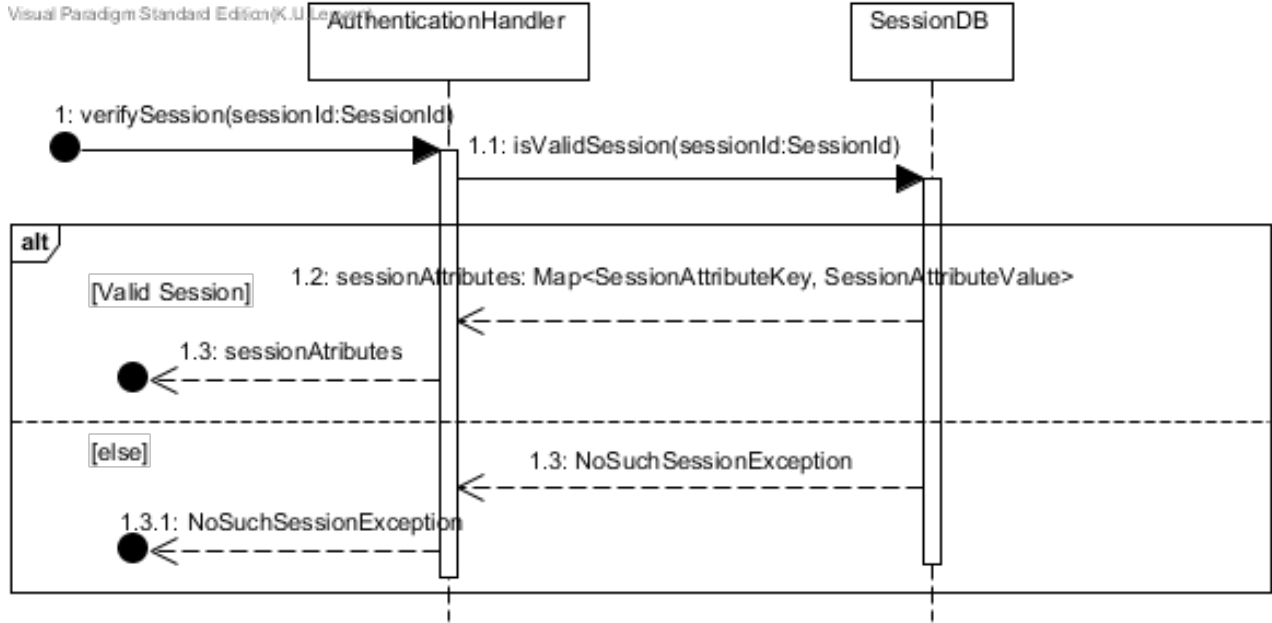 Visual Paradigm Standard Edition(K.U.Leuven)
AuthenticationHandler
SessionDB
1: verifySession(sessionId:SessionId)
1.1: isValidSession(sessionId:SessionId)
alt
1.2: sessionAttributes: Map<SessionAttributeKey, SessionAttributeValue>
[Valid Session]
1.3: sessionAtributes
[else]
1.3: NoSuchSessionException
1.3.1: NoSuchSessionException